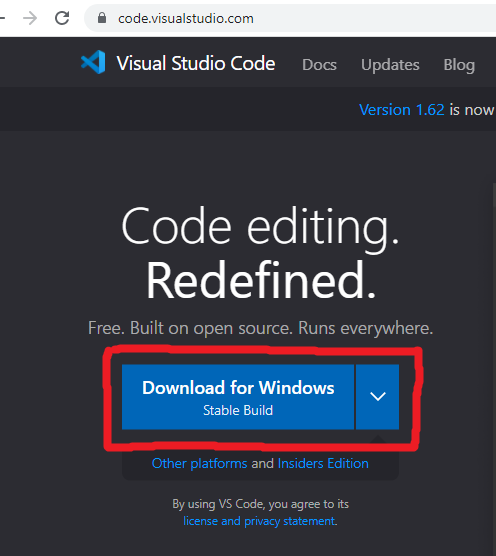 code.visualstudio.com
Visual Studio Code Docs Updates Blog
Version 1.62 is now
Code editing.
Redefined.
Free. Built on open source. Runs everywhere.
Download for Windows
Stable Build
Other platforms and Insiders Edition
By using VS Code, you agree to its
license and privacy statement.